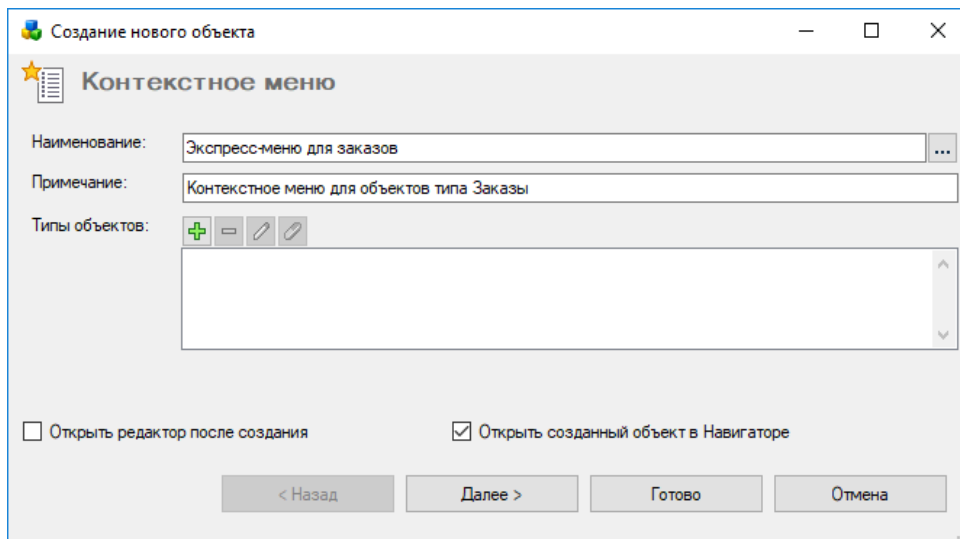 Создание нового объекта
Контекстное меню
Наименование: Экспресс-меню для заказов ...
Примечание: Контекстное меню для объектов типа Заказы
Типы объектов:
Открыть редактор после создания Открыть созданный объект в Навигаторе
< Назад Далее > Готово Отмена